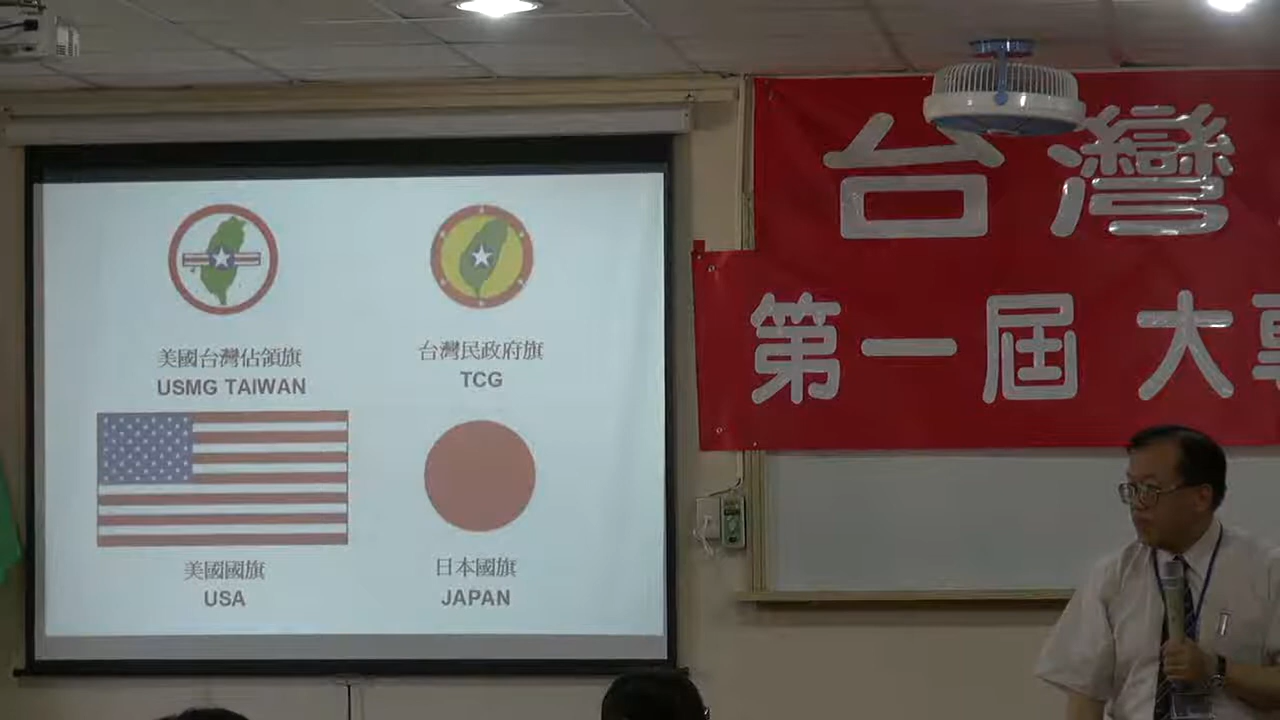 美國台灣佔領旗
USMG TAIWAN
台灣民政府旗
TCG
美國國旗
USA
日本國旗
JAPAN
台灣
第一屆 大